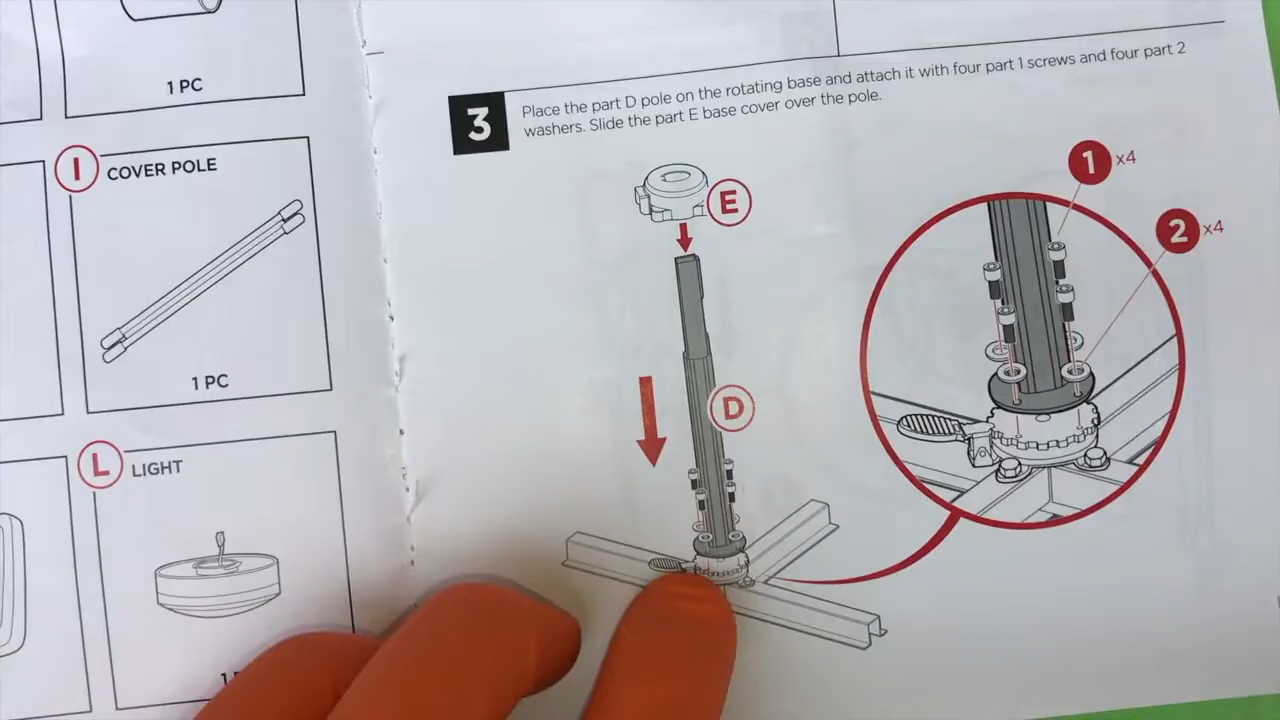 1 PC
I COVER POLE
1 PC
L LIGHT
3
Place the part D pole on the rotating base and attach it with four part 1 screws and four part 2
washers. Slide the part E base cover over the pole.
E
D
1 x4
2 x4